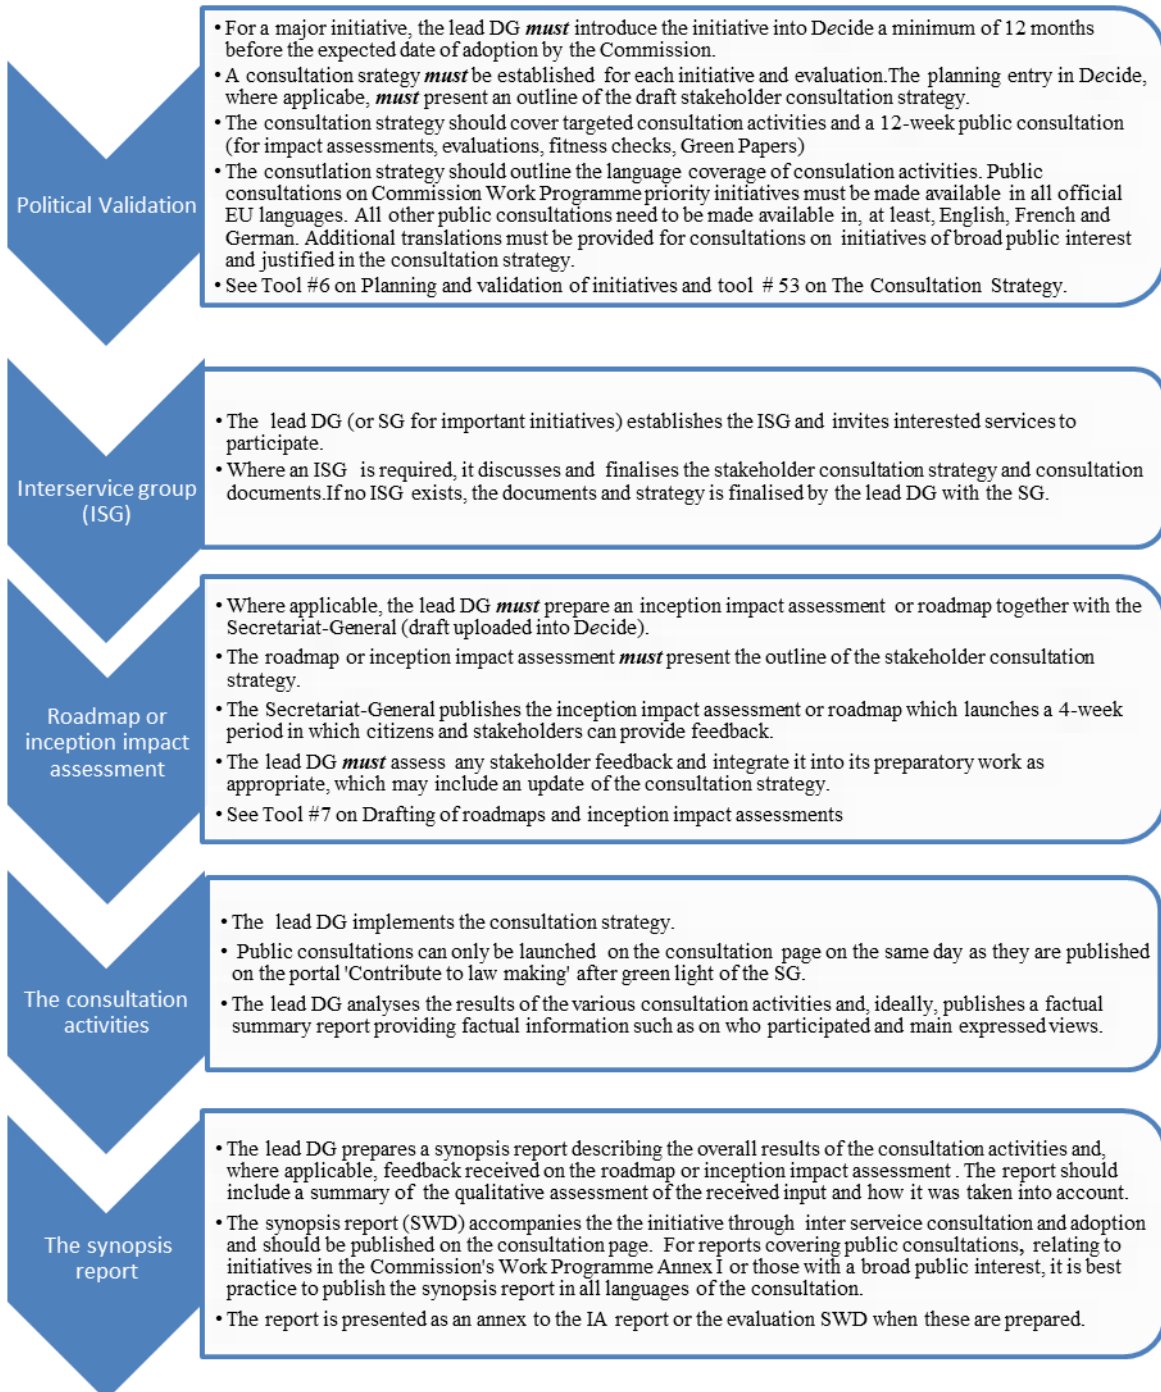 • For a major initiative, the lead DG must introduce the initiative into Decide a minimum of 12 months
before the expected date of adoption by the Commission.
• A consultation srategy must be established for each initiative and evaluation.The planning entry in Decide,
where applicabe, must present an outline of the draft stakeholder consultation strategy.
• The consultation strategy should cover targeted consultation activities and a 12-week public consultation
(for impact assessments, evaluations, fitness checks, Green Papers)
• The consutlation strategy should outline the language coverage of consulation activities. Public
consultations on Commission Work Programme priority initiatives must be made available in all official
EU languages. All other public consultations need to be made available in, at least, English, French and
German. Additional translations must be provided for consultations on initiatives of broad public interest
and justified in the consultation strategy.
• See Tool #6 on Planning and validation of initiatives and tool # 53 on The Consultation Strategy.
Political Validation
• The lead DG (or SG for important initiatives) establishes the ISG and invites interested services to
participate.
• Where an ISG is required, it discusses and finalises the stakeholder consultation strategy and consultation
documents.If no ISG exists, the documents and strategy is finalised by the lead DG with the SG.
Interservice group
(ISG)
• Where applicable, the lead DG must prepare an inception impact assessment or roadmap together with the
Secretariat-General (draft uploaded into Decide).
• The roadmap or inception impact assessment must present the outline of the stakeholder consultation
strategy.
• The Secretariat-General publishes the inception impact assessment or roadmap which launches a 4-week
period in which citizens and stakeholders can provide feedback.
• The lead DG must assess any stakeholder feedback and integrate it into its preparatory work as
appropriate, which may include an update of the consultation strategy.
• See Tool #7 on Drafting of roadmaps and inception impact assessments
Roadmap or
inception impact
assessment
• The lead DG implements the consultation strategy.
• Public consultations can only be launched on the consultation page on the same day as they are published
on the portal 'Contribute to law making' after green light of the SG.
• The lead DG analyses the results of the various consultation activities and, ideally, publishes a factual
summary report providing factual information such as on who participated and main expressed views.
The consultation
activities
• The lead DG prepares a synopsis report describing the overall results of the consultation activities and,
where applicable, feedback received on the roadmap or inception impact assessment . The report should
include a summary of the qualitative assessment of the received input and how it was taken into account.
• The synopsis report (SWD) accompanies the the initiative through inter serveice consultation and adoption
and should be published on the consultation page. For reports covering public consultations, relating to
initiatives in the Commission's Work Programme Annex I or those with a broad public interest, it is best
practice to publish the synopsis report in all languages of the consultation.
• The report is presented as an annex to the IA report or the evaluation SWD when these are prepared.
The synopsis
report